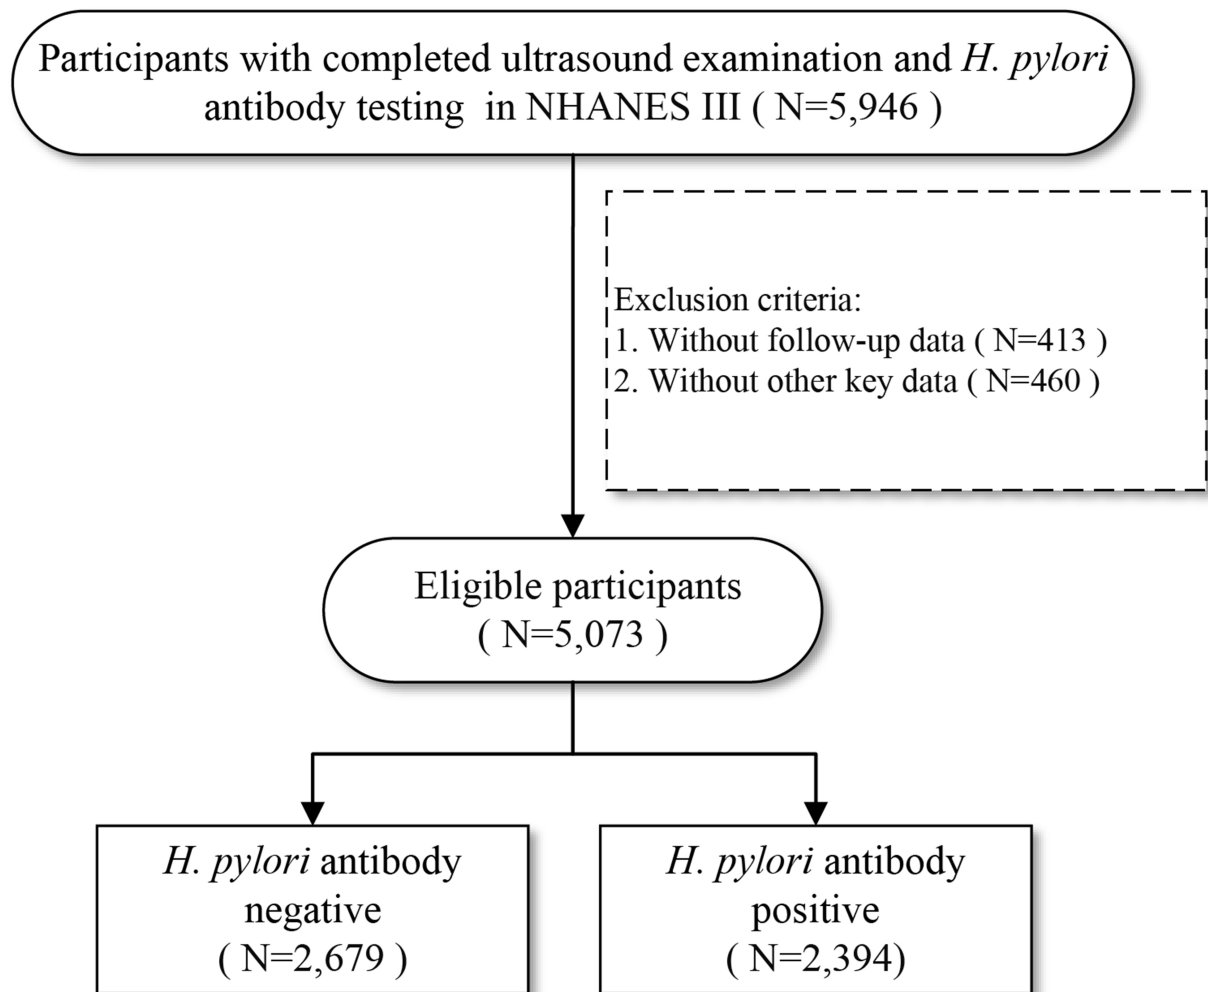 Participants with completed ultrasound examination and H. pylori
antibody testing in NHANES III ( N=5,946 )
Exclusion criteria:
1. Without follow-up data ( N=413 )
2. Without other key data ( N=460 )
Eligible participants
( N=5,073 )
H. pylori antibody
negative
( N=2,679 )
H. pylori antibody
positive
( N=2,394)